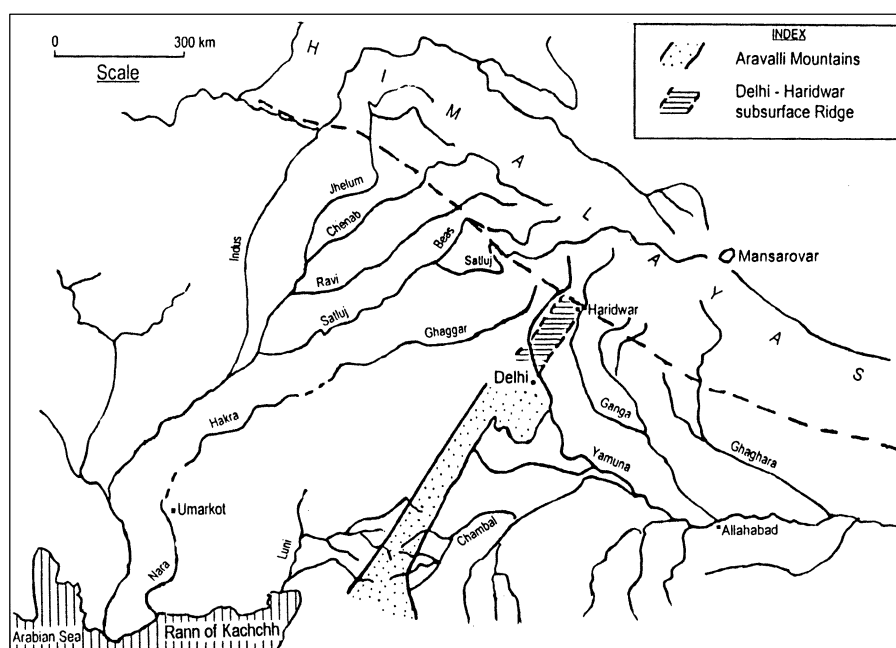 0
300 km
Scale
INDEX
Aravalli Mountains
Delhi - Haridwar
subsurface Ridge
H
I
M
A
L
A
Y
A
S
Jhelum
Chenab
Indus
Ravi
Beas
Satluj
Satluj
Mansarovar
Haridwar
Ghaggar
Delhi
Hakra
Ganga
Ghaghara
Yamuna
Umarkot
Luni
Chambal
Allahabad
Nara
Arabian Sea
Rann of Kachchh